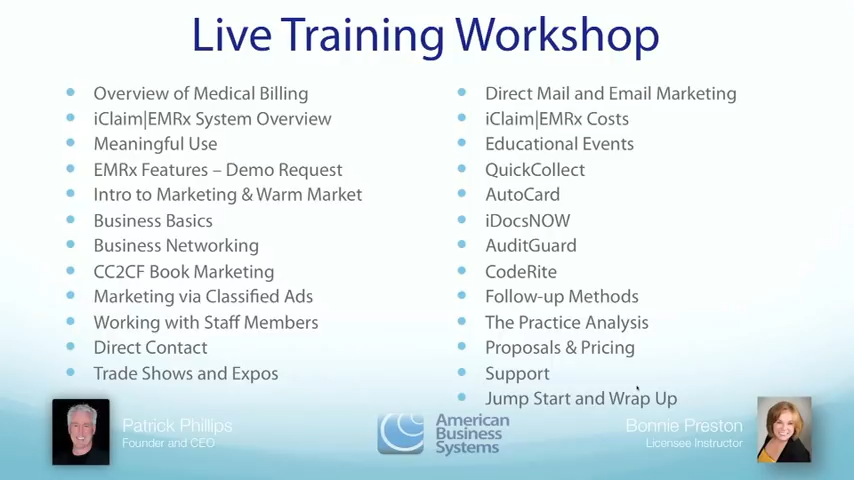 Live Training Workshop
Overview of Medical Billing
iClaim|EMRx System Overview
Meaningful Use
EMRx Features – Demo Request
Intro to Marketing & Warm Market
Business Basics
Business Networking
CC2CF Book Marketing
Marketing via Classified Ads
Working with Staff Members
Direct Contact
Trade Shows and Expos
Direct Mail and Email Marketing
iClaim|EMRx Costs
Educational Events
QuickCollect
AutoCard
iDocsNOW
AuditGuard
CodeRite
Follow-up Methods
The Practice Analysis
Proposals & Pricing
Support
Jump Start and Wrap Up
Patrick Phillips
Founder and CEO
American
Business
Systems
Bonnie Preston
Licensee Instructor